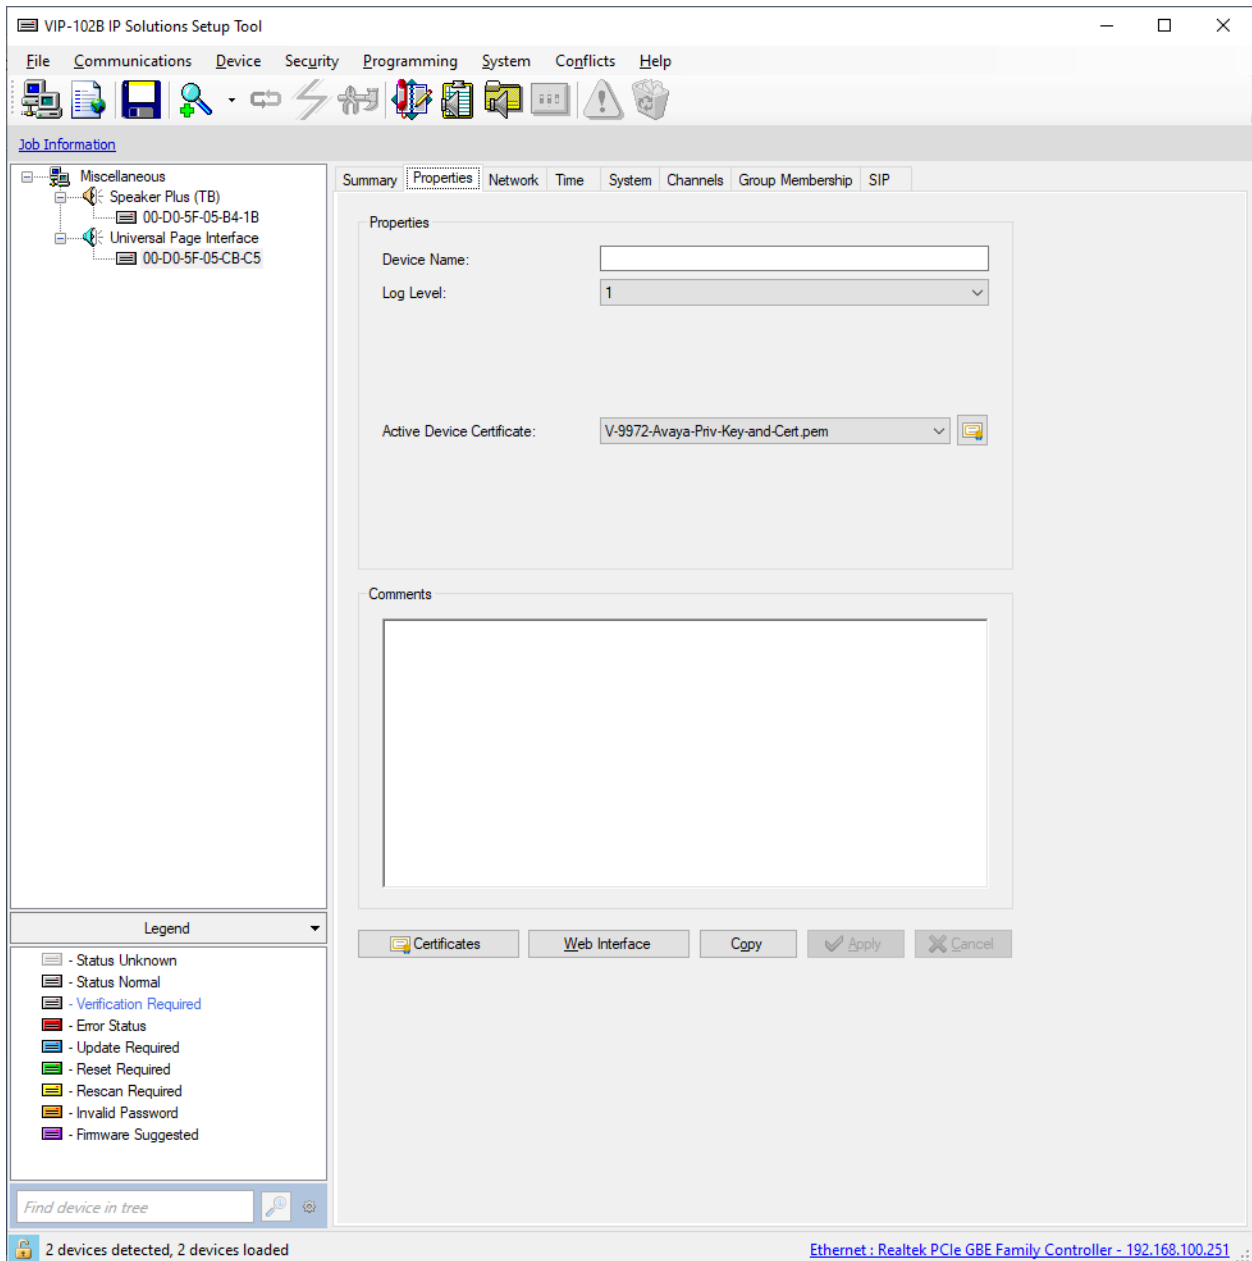 VIP-102B IP Solutions Setup Tool
File Communications Device Security Programming System Conflicts Help
Job Information
Miscellaneous
Speaker Plus (TB)
00-D0-5F-05-B4-1B
Universal Page Interface
00-D0-5F-05-CB-C5
Summary Properties Network Time System Channels Group Membership SIP
Properties
Device Name:
Log Level: 1
Active Device Certificate: V-9972-Avaya-Priv-Key-and-Cert.pem
Comments
Certificates Web Interface Copy Apply Cancel
Legend
- Status Unknown
- Status Normal
- Verification Required
- Error Status
- Update Required
- Reset Required
- Rescan Required
- Invalid Password
- Firmware Suggested
Find device in tree
2 devices detected, 2 devices loaded
Ethernet : Realtek PCIe GBE Family Controller - 192.168.100.251